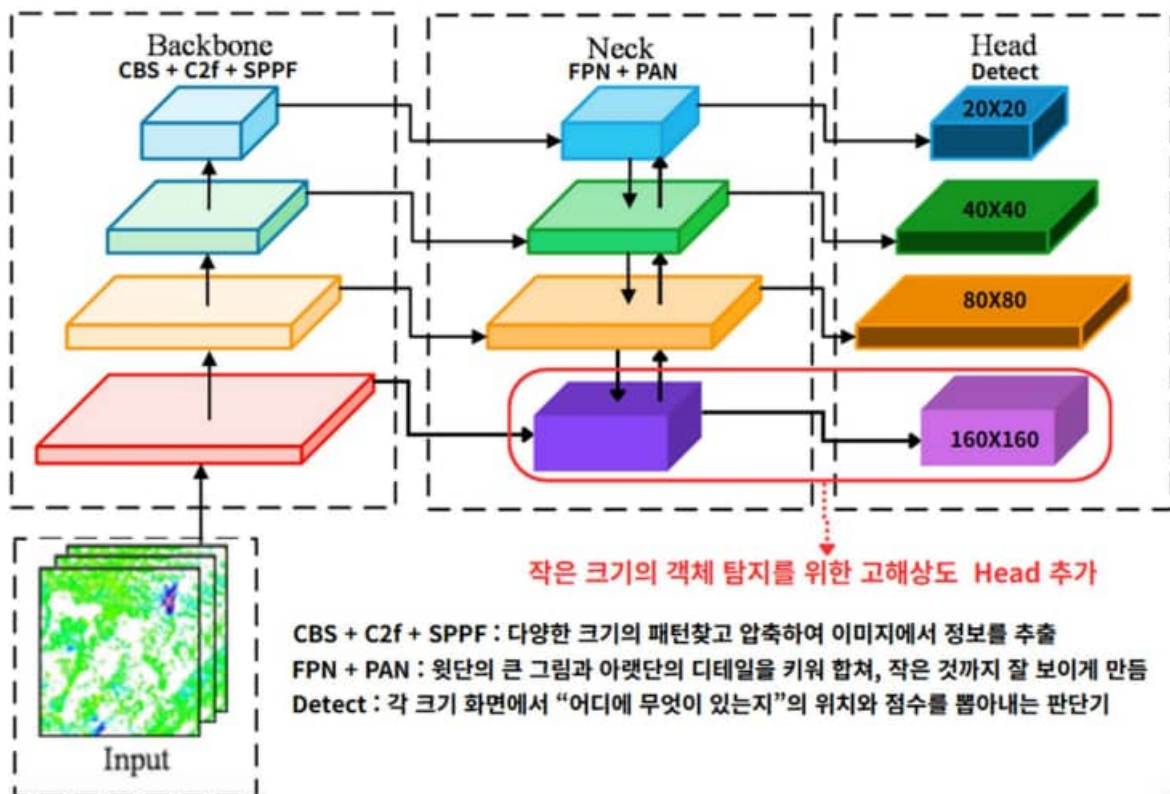 Backbone
CBS + C2f + SPPF
Neck
FPN + PAN
Head
Detect
20X20
40X40
80X80
160X160
작은 크기의 객체 탐지를 위한 고해상도 Head 추가
CBS + C2f + SPPF : 다양한 크기의 패턴찾고 압축하여 이미지에서 정보를 추출
FPN + PAN : 윗단의 큰 그림과 아랫단의 디테일을 키워 합쳐, 작은 것까지 잘 보이게 만듬
Detect : 각 크기 화면에서 “어디에 무엇이 있는지”의 위치와 점수를 뽑아내는 판단기
Input